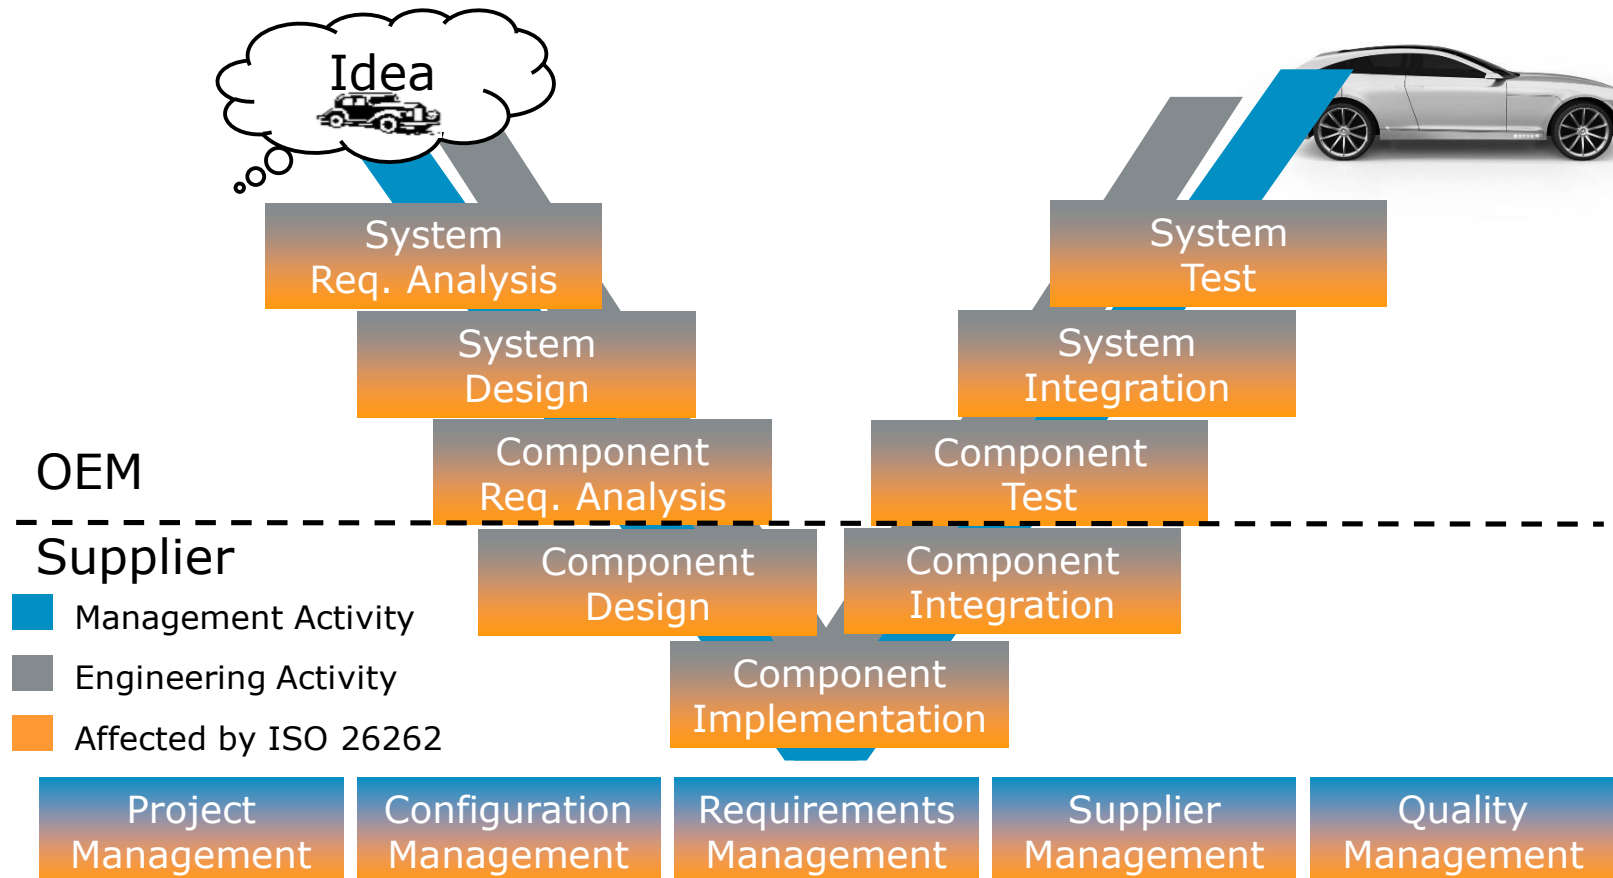 Idea
System
Req. Analysis
System
Test
System
Design
System
Integration
Component
Req. Analysis
Component
Test
OEM
Supplier
Component
Design
Component
Integration
Management Activity
Engineering Activity
Affected by ISO 26262
Component
Implementation
Project
Management
Configuration
Management
Requirements
Management
Supplier
Management
Quality
Management